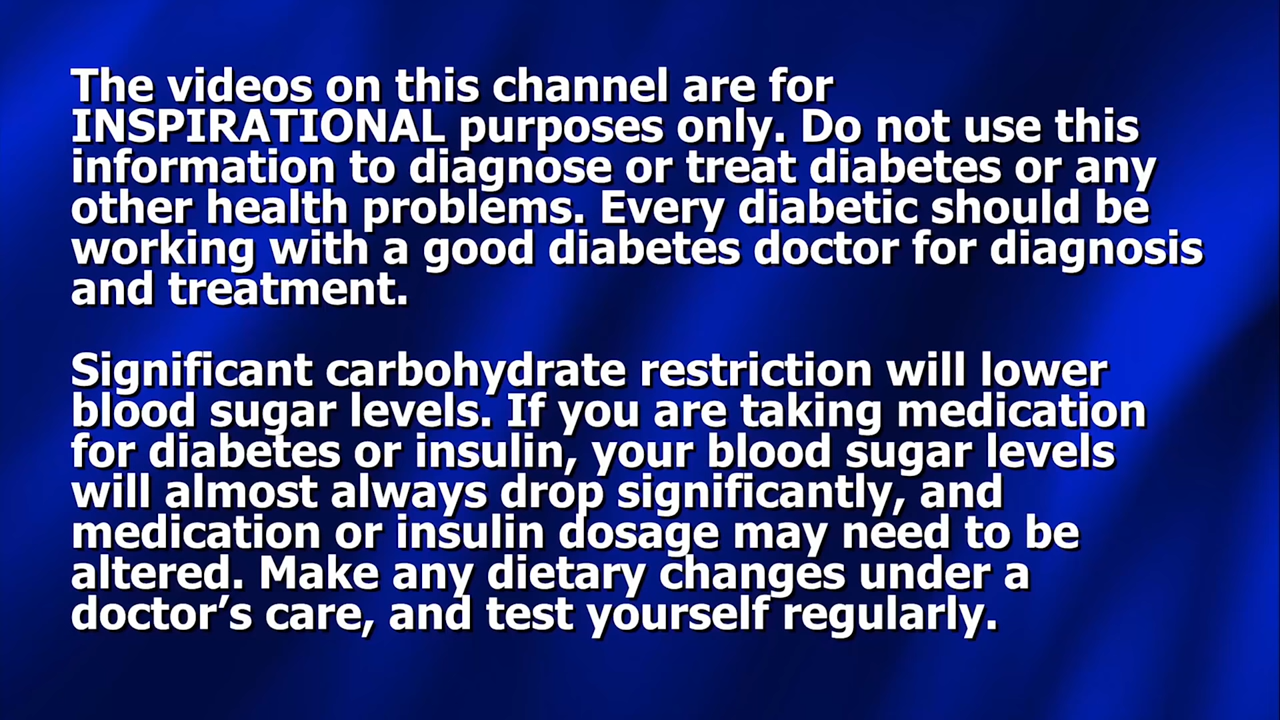 The videos on this channel are for
INSPIRATIONAL purposes only. Do not use this
information to diagnose or treat diabetes or any
other health problems. Every diabetic should be
working with a good diabetes doctor for diagnosis
and treatment.
Significant carbohydrate restriction will lower
blood sugar levels. If you are taking medication
for diabetes or insulin, your blood sugar levels
will almost always drop significantly, and
medication or insulin dosage may need to be
altered. Make any dietary changes under a
doctor’s care, and test yourself regularly.